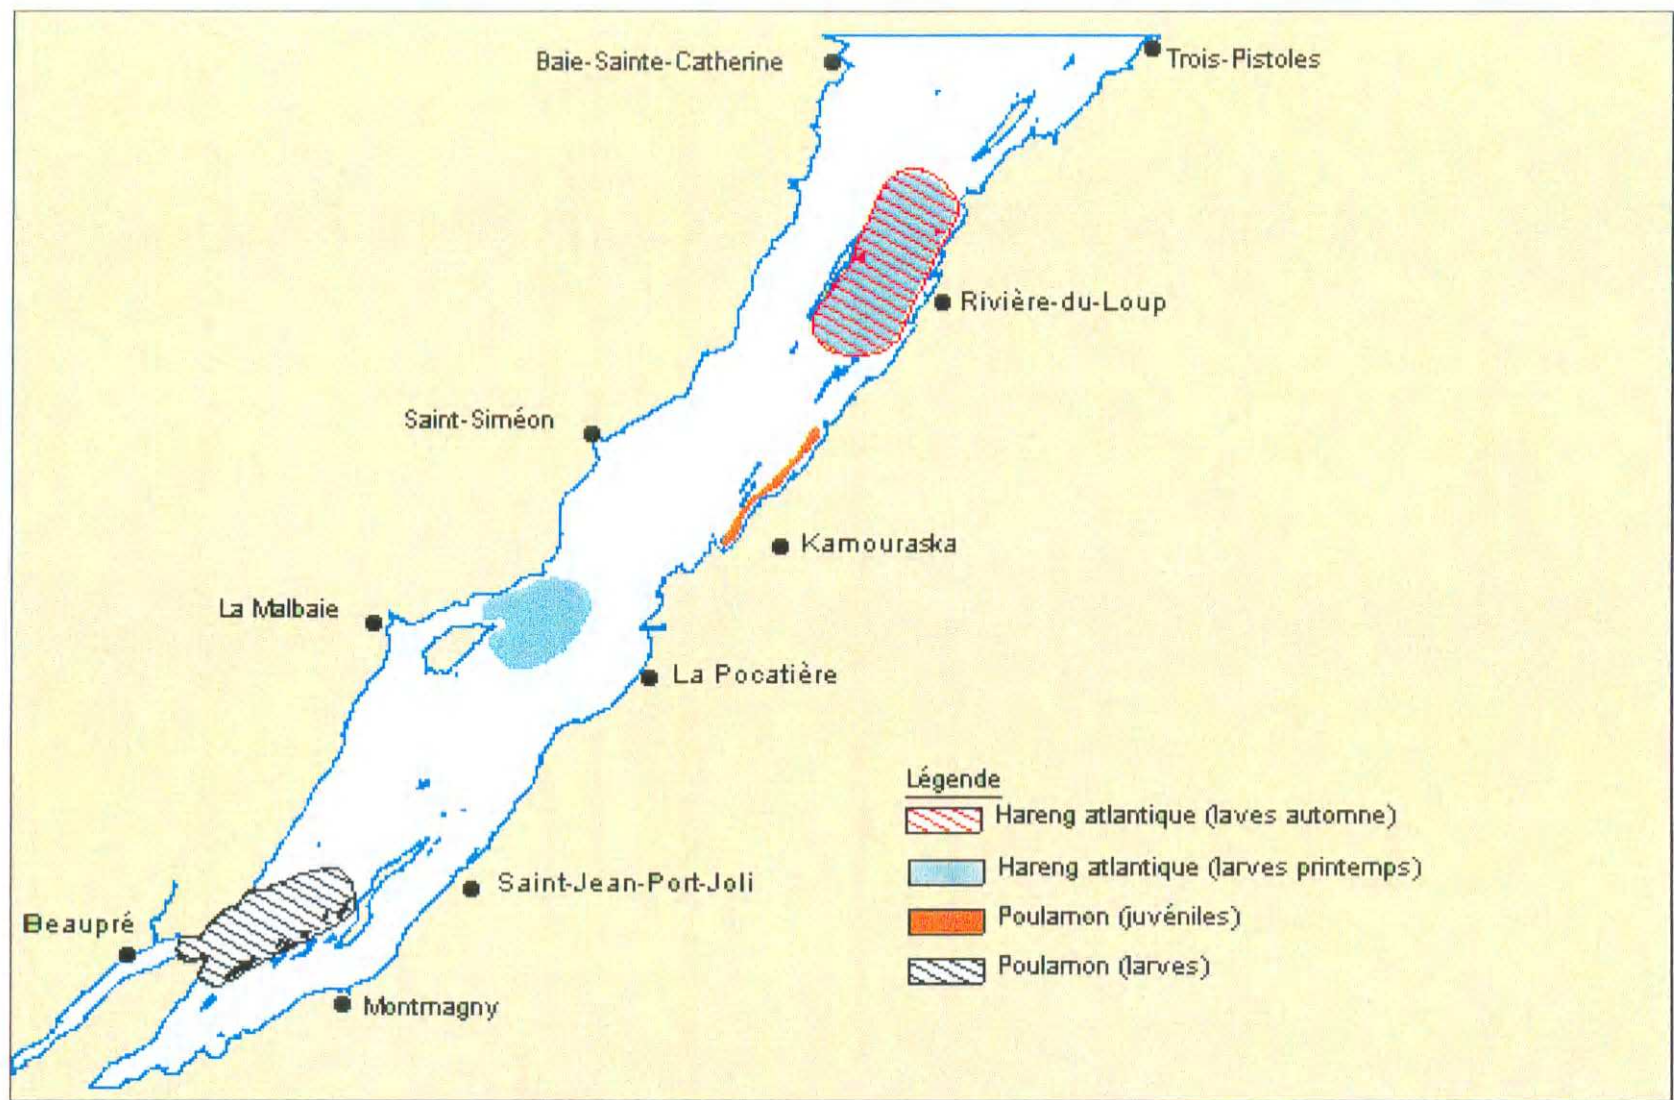 Baie-Sainte-Catherine
Trois-Pistoles
Rivière-du-Loup
Saint-Siméon
Kamouraska
La Malbaie
La Pocatière
Légende
Hareng atlantique (laves automne)
Hareng atlantique (larves printemps)
Saint-Jean-Port-Joli
Beaupré
Poulamon (juvéniles)
Poulamon (larves)
Montmagny